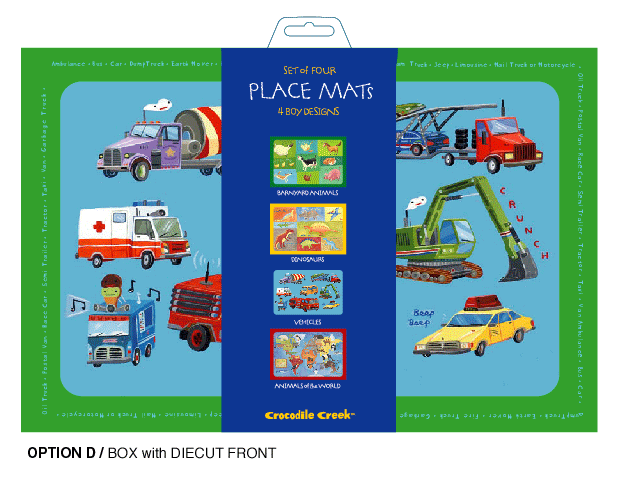 Ambulance • Bus • Car • Dump Truck • Earth Mover •
Truck • Jeep • Limousine • Mail Truck or Motorcycle •
SET of FOUR
PLACE MATS
4 BOY DESIGNS
BARNYARD ANIMALS
DINOSAURS
VEHICLES
ANIMALS of the WORLD
Crocodile Creek™
CRUNCH
Beep
Beep
Oil Truck • Postal Van • Race Car • Semi Trailer • Tractor • Taxi • Van • Garbage Truck •
Oil Truck • Postal Van • Race Car • Semi Trailer • Tractor • Taxi • Van Ambulance • Bus • Car •
Limousine • Mail Truck or Motorcycle •
Dump Truck • Earth Mover • Fire Truck • Garbage
OPTION D / BOX with DIECUT FRONT